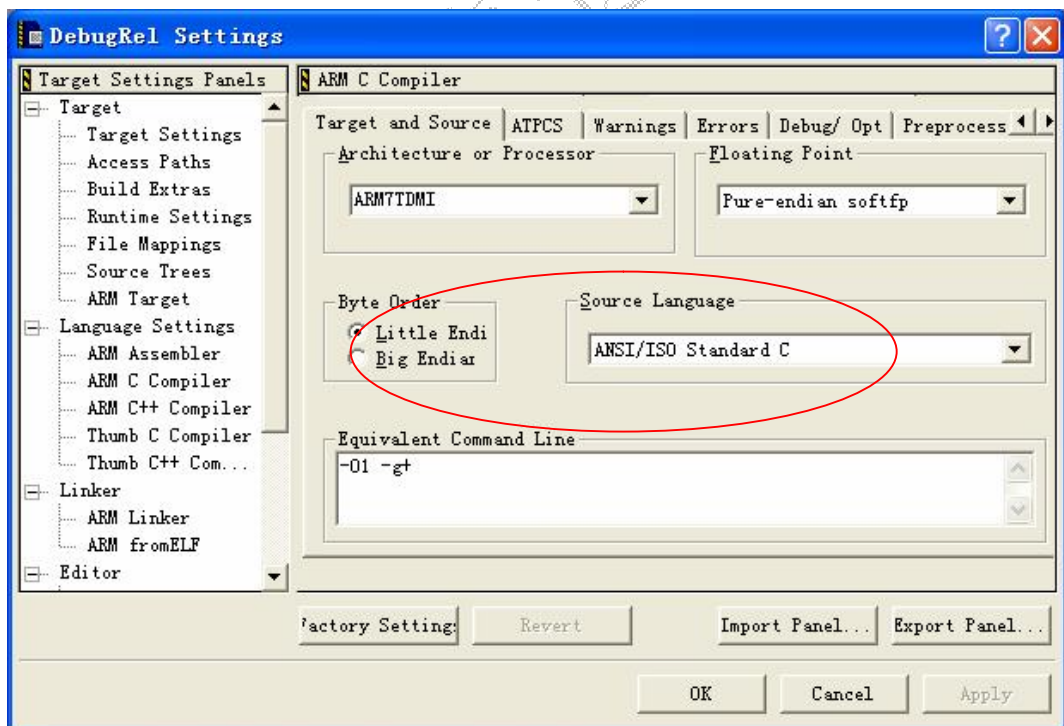 DebugRel Settings
Target Settings Panels
Target
Target Settings
Access Paths
Build Extras
Runtime Settings
File Mappings
Source Trees
ARM Target
Language Settings
ARM Assembler
ARM C Compiler
ARM C++ Compiler
Thumb C Compiler
Thumb C++ Com...
Linker
ARM Linker
ARM fromELF
Editor
ARM C Compiler
Target and Source ATPCS Warnings Errors Debug/ Opt Preprocess
Architecture or Processor
ARM7TDMI
Floating Point
Pure-endian softfp
Byte Order
Little Endi
Big Endiar
Source Language
ANSI/ISO Standard C
Equivalent Command Line
-O1 -g+
Factory Setting: Revert Import Panel... Export Panel...
OK Cancel Apply